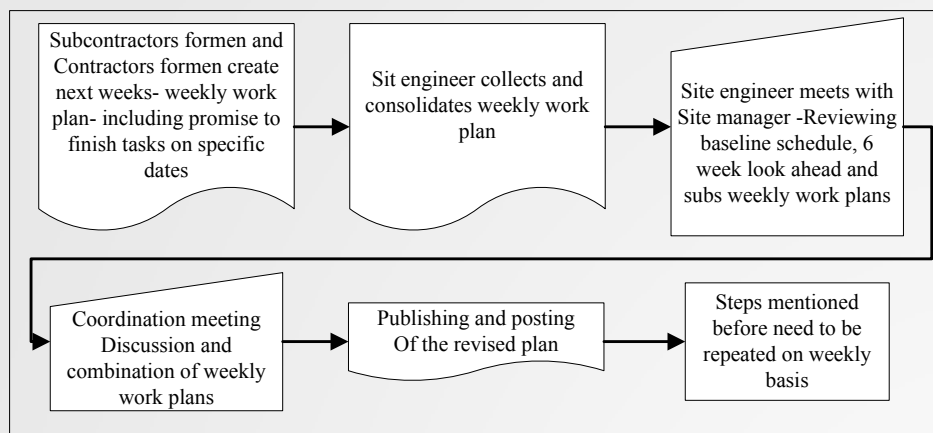 Subcontractors formen and
Contractors formen create
next weeks- weekly work
plan- including promise to
finish tasks on specific
dates
Sit engineer collects and
consolidates weekly work
plan
Site engineer meets with
Site manager -Reviewing
baseline schedule, 6
week look ahead and
subs weekly work plans
Coordination meeting
Discussion and
combination of weekly
work plans
Publishing and posting
Of the revised plan
Steps mentioned
before need to be
repeated on weekly
basis